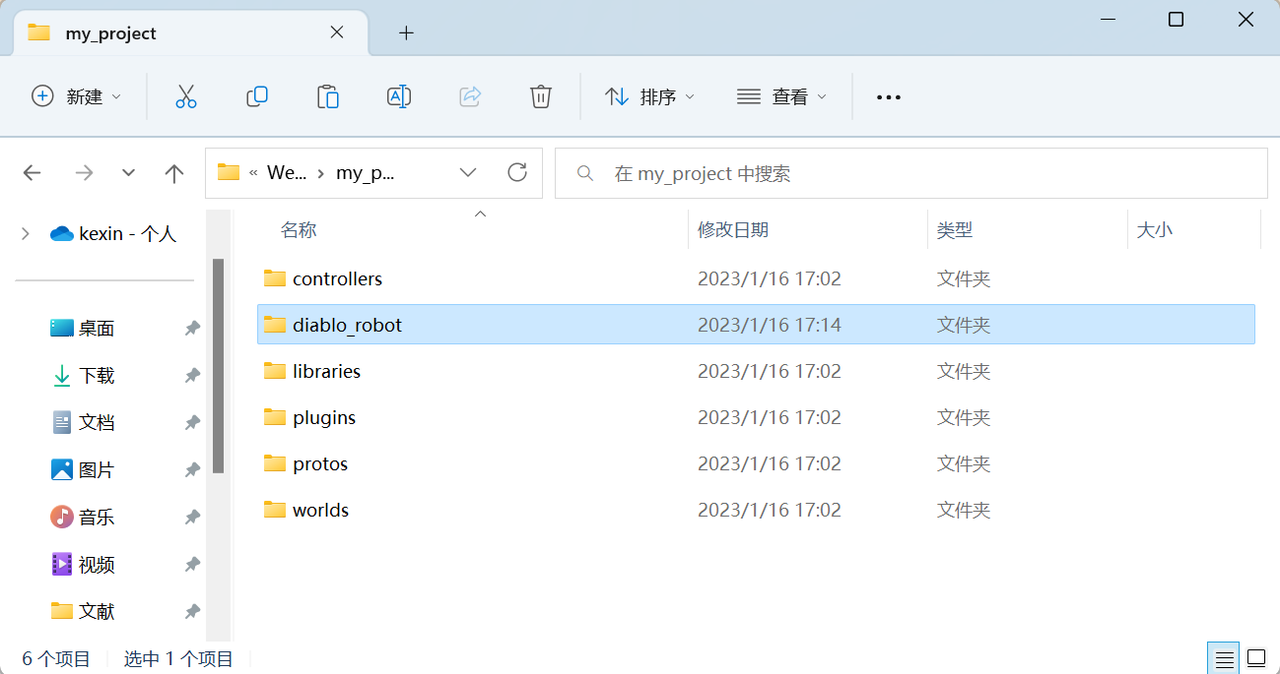 my_project
新建
排序
查看
« We... › my_p...
在 my_project 中搜索
kexin - 个人
桌面
下载
文档
图片
音乐
视频
文献
名称 修改日期 类型 大小
controllers 2023/1/16 17:02 文件夹
diablo_robot 2023/1/16 17:14 文件夹
libraries 2023/1/16 17:02 文件夹
plugins 2023/1/16 17:02 文件夹
protos 2023/1/16 17:02 文件夹
worlds 2023/1/16 17:02 文件夹
6 个项目 选中 1 个项目